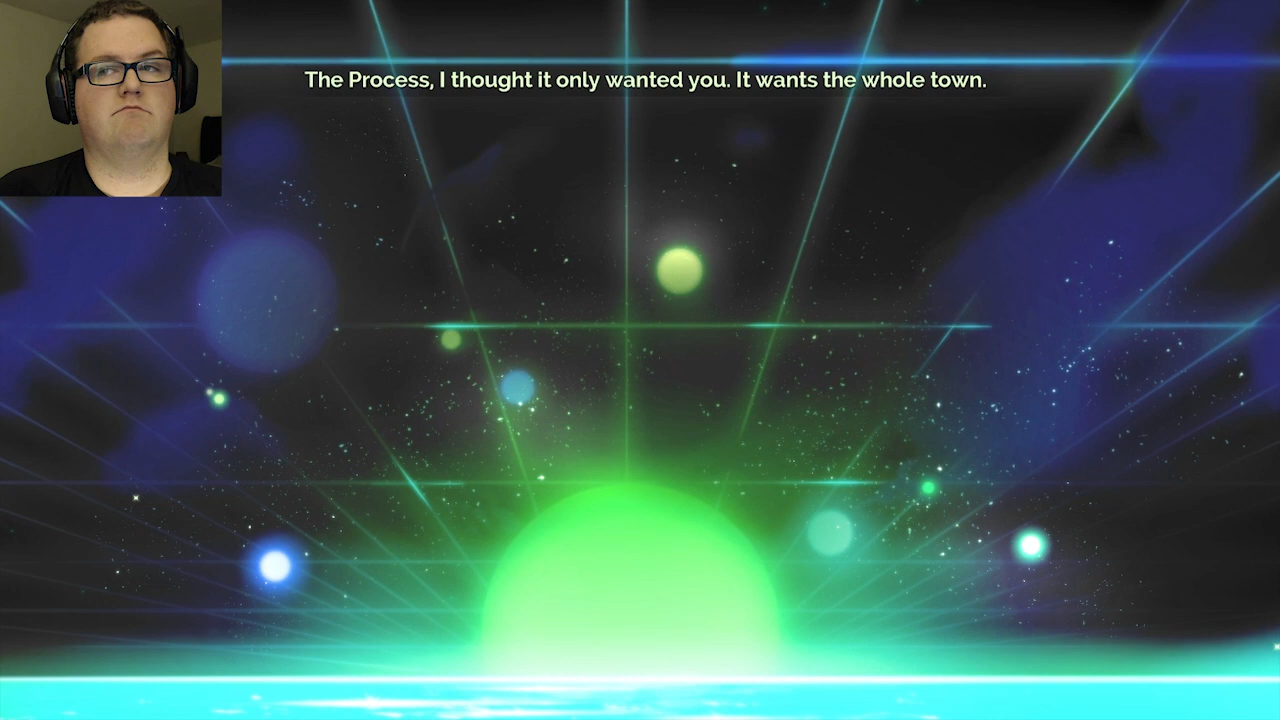 The Process, I thought it only wanted you. It wants the whole town.